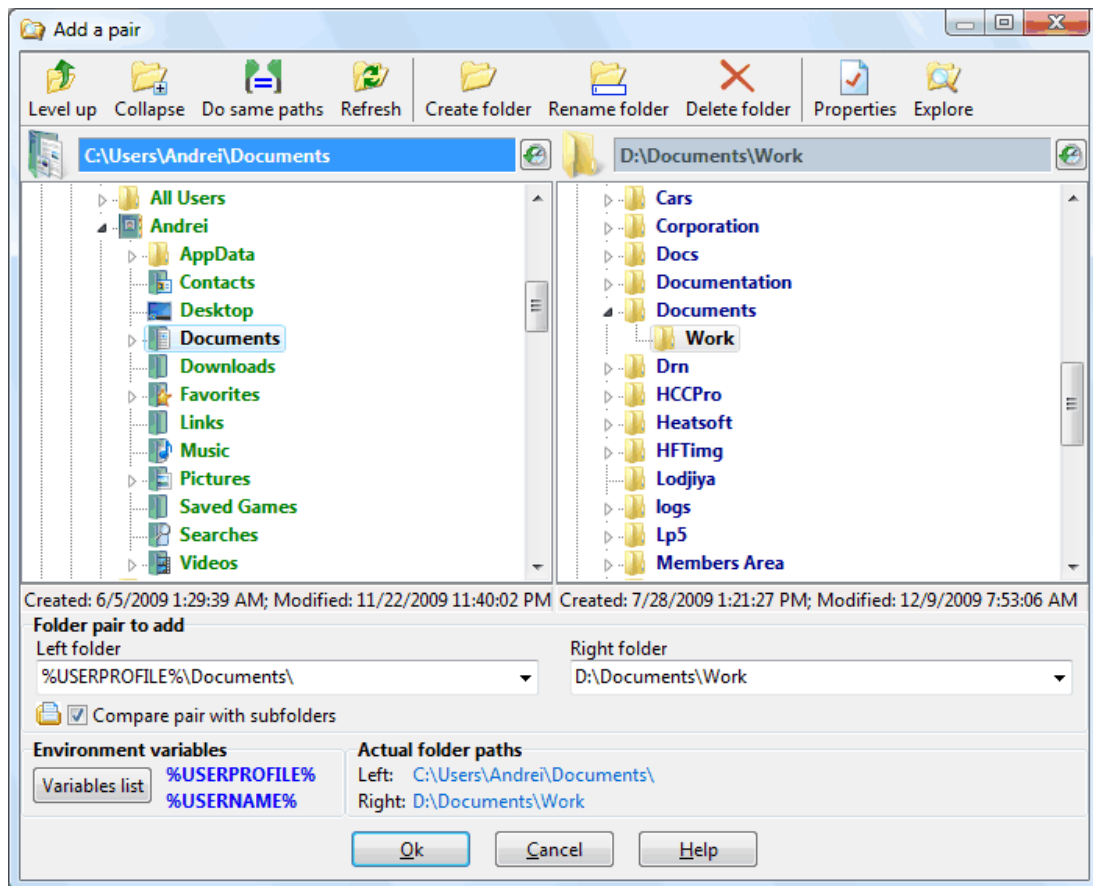 Add a pair
Level up Collapse Do same paths Refresh Create folder Rename folder Delete folder Properties Explore
C:\Users\Andrei\Documents
D:\Documents\Work
All Users
Andrei
AppData
Contacts
Desktop
Documents
Downloads
Favorites
Links
Music
Pictures
Saved Games
Searches
Videos
Cars
Corporation
Docs
Documentation
Documents
Work
Drn
HCCPro
Heatsoft
HFTimg
Lodjiya
logs
Lp5
Members Area
Created: 6/5/2009 1:29:39 AM; Modified: 11/22/2009 11:40:02 PM
Created: 7/28/2009 1:21:27 PM; Modified: 12/9/2009 7:53:06 AM
Folder pair to add
Left folder
%USERPROFILE%\Documents\
Right folder
D:\Documents\Work
Compare pair with subfolders
Environment variables
Variables list
%USERPROFILE%
%USERNAME%
Actual folder paths
Left: C:\Users\Andrei\Documents\
Right: D:\Documents\Work
Ok Cancel Help